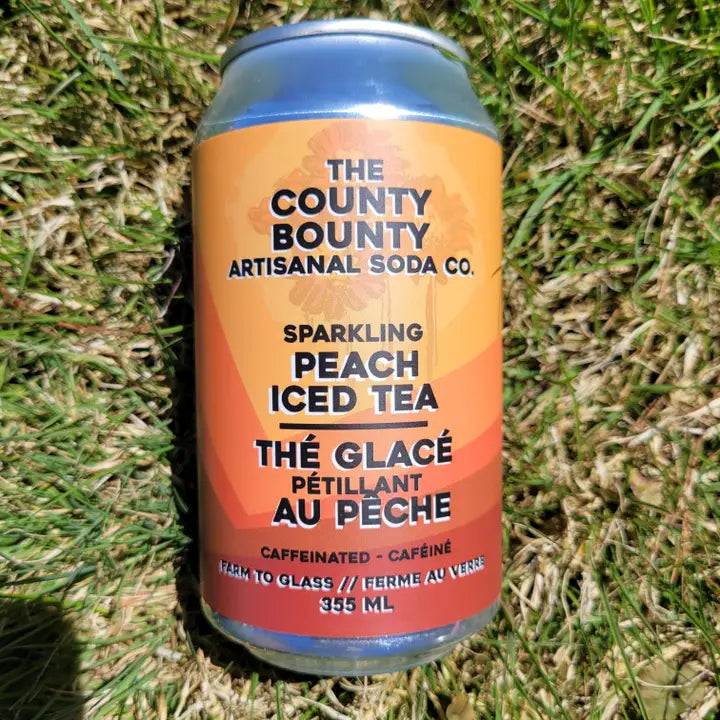 THE
COUNTY
BOUNTY
ARTISANAL SODA CO.
SPARKLING
PEACH
ICED TEA
THÉ GLACÉ
PÉTILLANT
AU PÊCHE
CAFFEINATED - CAFÉINÉ
FARM TO GLASS // FERME AU VERRE
355 ML